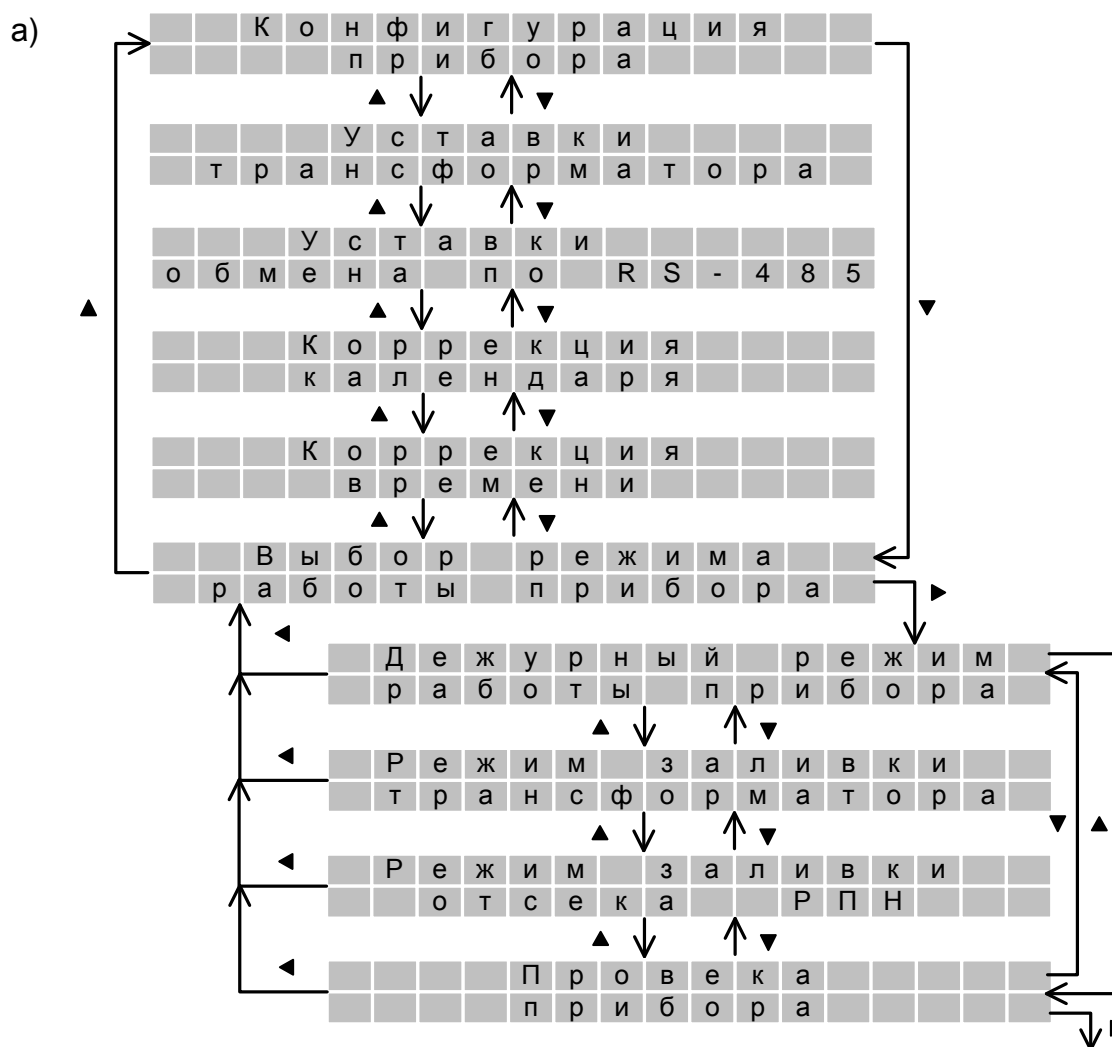 а)
Конфигурация
прибора
Уставки
трансформатора
Уставки
обмена по RS-485
Коррекция
календаря
Коррекция
времени
Выбор режима
работы прибора
Дежурный режим
работы прибора
Режим заливки
трансформатора
Режим заливки
отсека РПН
Провека
прибора